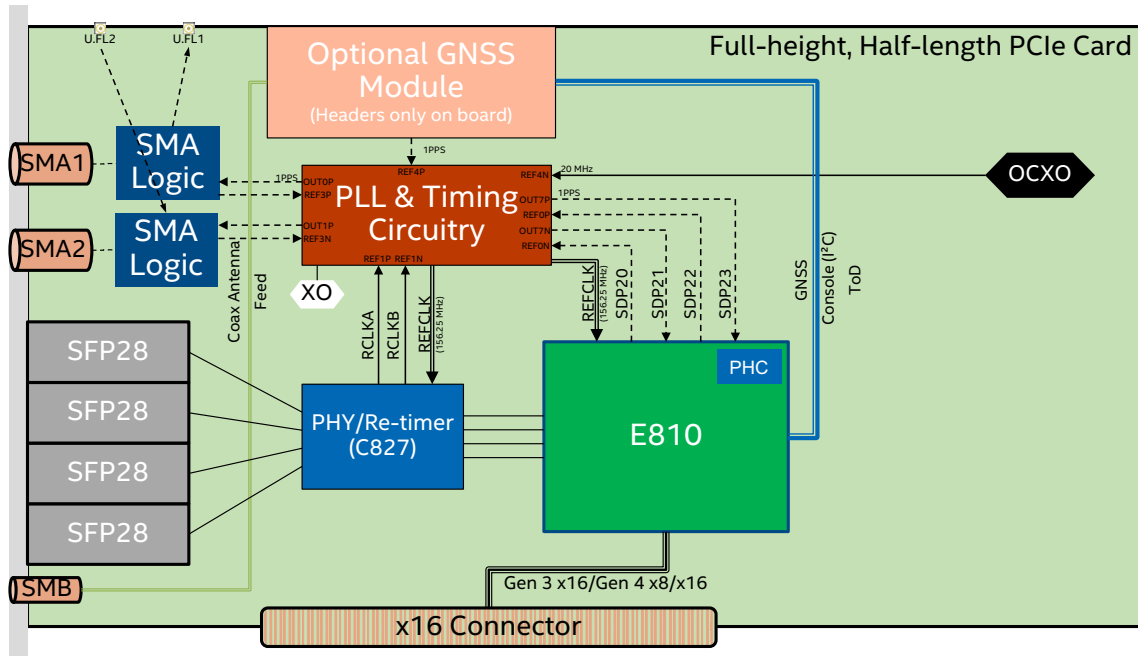 U.FL2
U.FL1
Optional GNSS
Module
(Headers only on board)
Full-height, Half-length PCIe Card
SMA1
SMA
Logic
SMA2
SMA
Logic
1PPS
1PPS
OUT0P
REF3P
OUT1P
REF3N
REF4P
PLL & Timing
Circuitry
REF4N
OUT7P
REF0P
OUT7N
REF0N
REF1P
REF1N
20 MHz
1PPS
OCXO
XO
Coax Antenna
Feed
RCLKA
RCLKB
REFCLK
(156.25 MHz)
REFCLK
(156.25 MHz)
SDP20
SDP21
SDP22
SDP23
GNSS
Console (I²C)
ToD
SFP28
SFP28
SFP28
SFP28
PHY/Re-timer
(C827)
PHC
E810
SMB
Gen 3 x16/Gen 4 x8/x16
x16 Connector